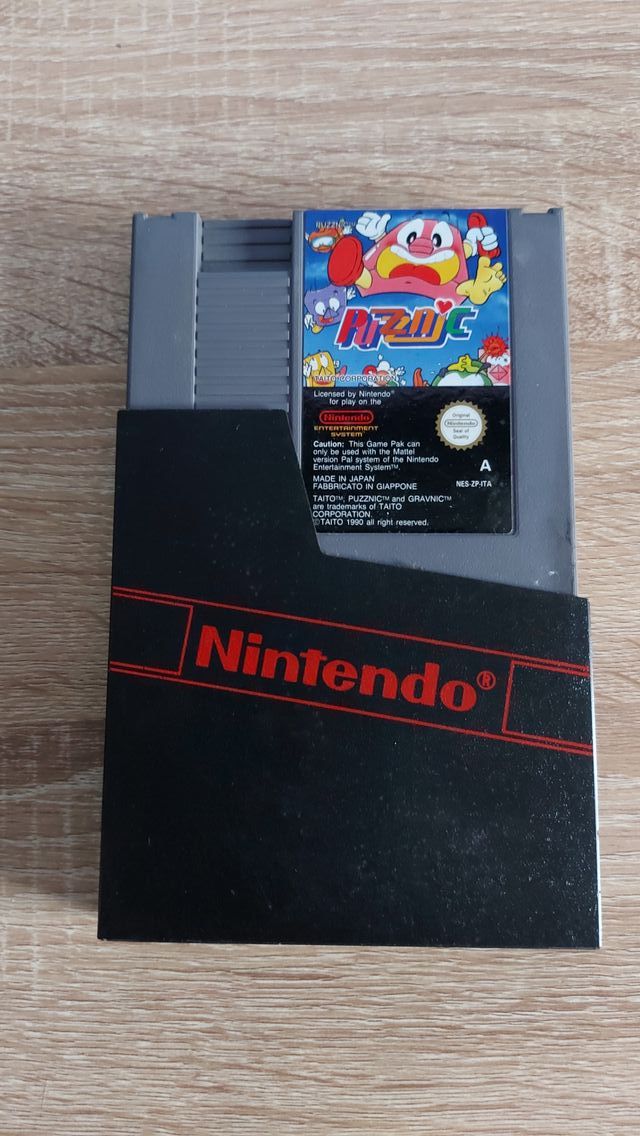 PUZZNIC
TAITO CORPORATION
Licensed by Nintendo®
for play on the
Nintendo
ENTERTAINMENT
SYSTEM™
Original
Nintendo
Seal of
Quality
Caution: This Game Pak can
only be used with the Mattel
version Pal system of the Nintendo
Entertainment System™.
A
MADE IN JAPAN
FABBRICATO IN GIAPPONE
NES-ZP-ITA
TAITO™, PUZZNIC™ and GRAVNIC™
are trademarks of TAITO
CORPORATION.
©TAITO 1990 all right reserved.
Nintendo®